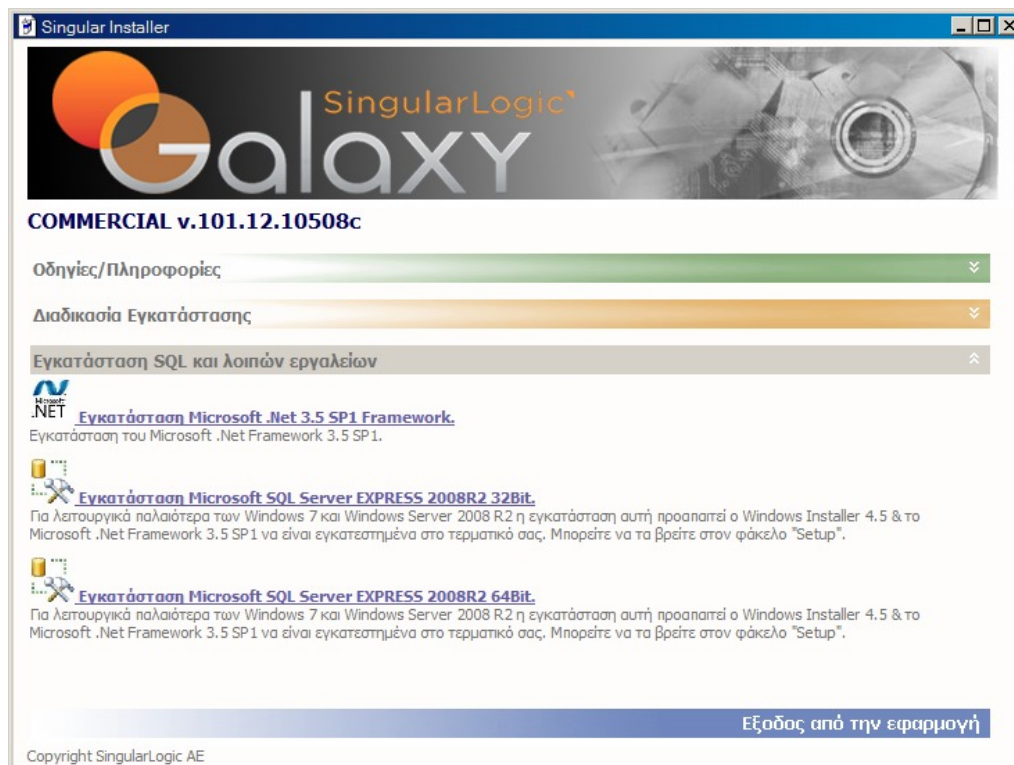 Singular Installer
SingularLogic
Galaxy
COMMERCIAL v.101.12.10508c
Οδηγίες/Πληροφορίες
Διαδικασία Εγκατάστασης
Εγκατάσταση SQL και λοιπών εργαλείων
Microsoft
.NET
Εγκατάσταση Microsoft .Net 3.5 SP1 Framework.
Εγκατάσταση του Microsoft .Net Framework 3.5 SP1.
Εγκατάσταση Microsoft SQL Server EXPRESS 2008R2 32Bit.
Για λειτουργικά παλαιότερα των Windows 7 και Windows Server 2008 R2 η εγκατάσταση αυτή προαπαιτεί ο Windows Installer 4.5 & το
Microsoft .Net Framework 3.5 SP1 να είναι εγκατεστημένα στο τερματικό σας. Μπορείτε να τα βρείτε στον φάκελο "Setup".
Εγκατάσταση Microsoft SQL Server EXPRESS 2008R2 64Bit.
Για λειτουργικά παλαιότερα των Windows 7 και Windows Server 2008 R2 η εγκατάσταση αυτή προαπαιτεί ο Windows Installer 4.5 & το
Microsoft .Net Framework 3.5 SP1 να είναι εγκατεστημένα στο τερματικό σας. Μπορείτε να τα βρείτε στον φάκελο "Setup".
Εξοδος από την εφαρμογή
Copyright SingularLogic AE